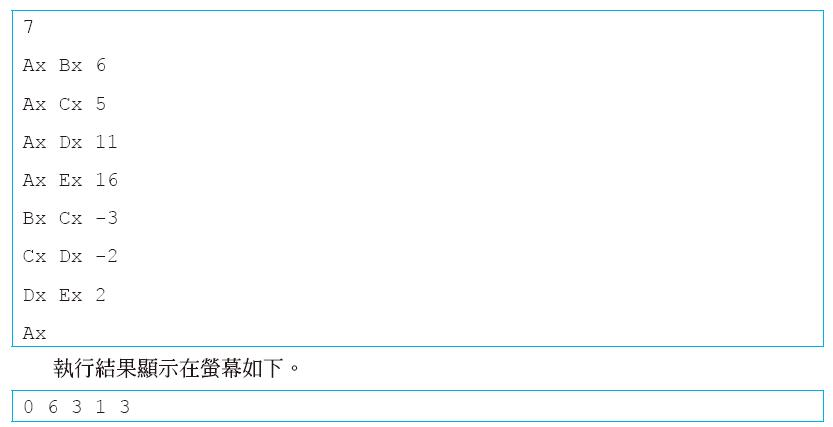 7
Ax Bx 6
Ax Cx 5
Ax Dx 11
Ax Ex 16
Bx Cx -3
Cx Dx -2
Dx Ex 2
Ax
執行結果顯示在螢幕如下。
0 6 3 1 3